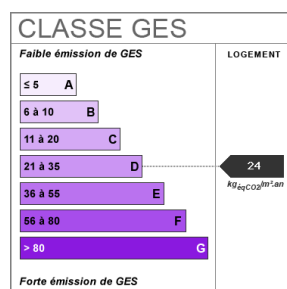 CLASSE GES
Faible émission de GES
LOGEMENT
≤ 5 A
6 à 10 B
11 à 20 C
21 à 35 D
24
kgéqCO2/m².an
36 à 55 E
56 à 80 F
> 80 G
Forte émission de GES